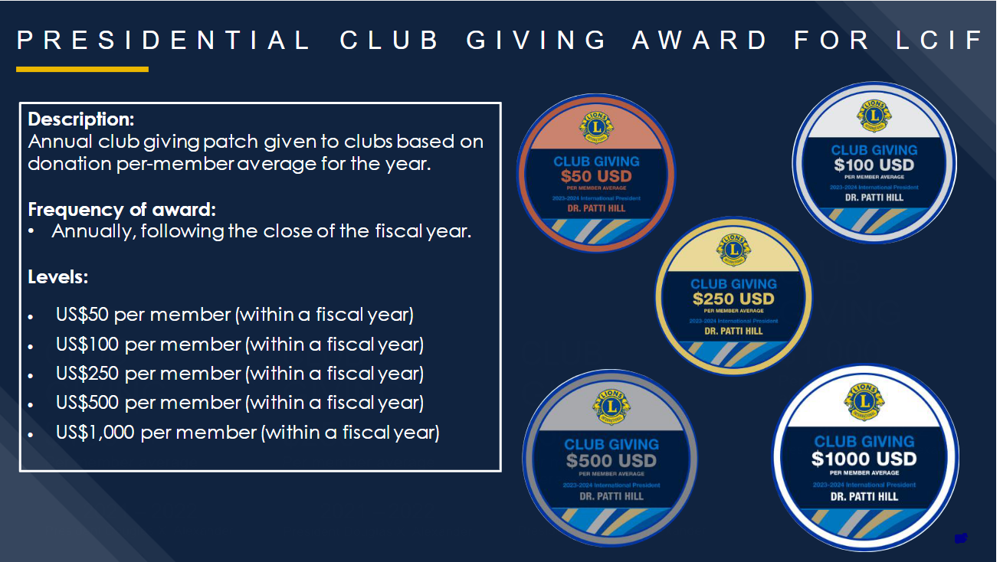 PRESIDENTIAL CLUB GIVING AWARD FOR LCIF
Description:
Annual club giving patch given to clubs based on
donation per-member average for the year.
Frequency of award:
• Annually, following the close of the fiscal year.
Levels:
• US$50 per member (within a fiscal year)
• US$100 per member (within a fiscal year)
• US$250 per member (within a fiscal year)
• US$500 per member (within a fiscal year)
• US$1,000 per member (within a fiscal year)
LIONS
L
INTERNATIONAL
CLUB GIVING
$50 USD
PER MEMBER AVERAGE
2023-2024 International President
DR. PATTI HILL
LIONS
L
INTERNATIONAL
CLUB GIVING
$100 USD
PER MEMBER AVERAGE
2023-2024 International President
DR. PATTI HILL
LIONS
L
INTERNATIONAL
CLUB GIVING
$250 USD
PER MEMBER AVERAGE
2023-2024 International President
DR. PATTI HILL
LIONS
L
INTERNATIONAL
CLUB GIVING
$500 USD
PER MEMBER AVERAGE
2023-2024 International President
DR. PATTI HILL
LIONS
L
INTERNATIONAL
CLUB GIVING
$1000 USD
PER MEMBER AVERAGE
2023-2024 International President
DR. PATTI HILL